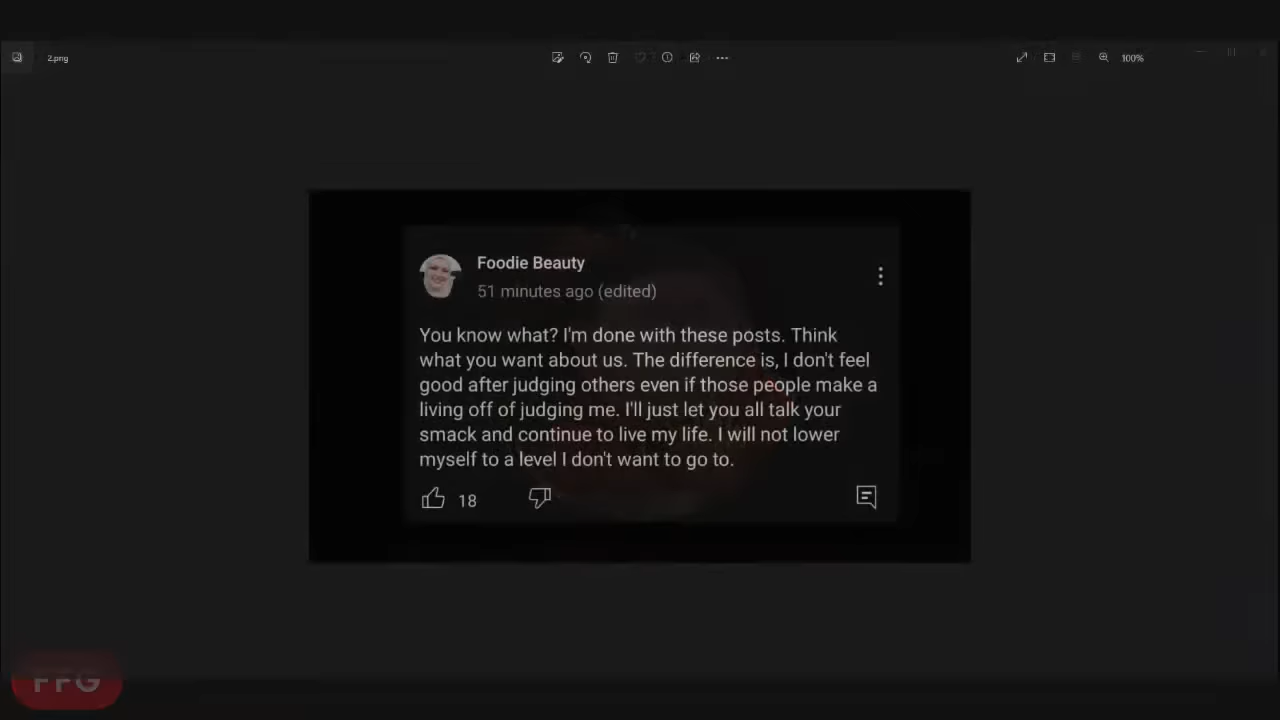 2.png
100%
Foodie Beauty
51 minutes ago (edited)
You know what? I'm done with these posts. Think
what you want about us. The difference is, I don't feel
good after judging others even if those people make a
living off of judging me. I'll just let you all talk your
smack and continue to live my life. I will not lower
myself to a level I don't want to go to.
18
FFG